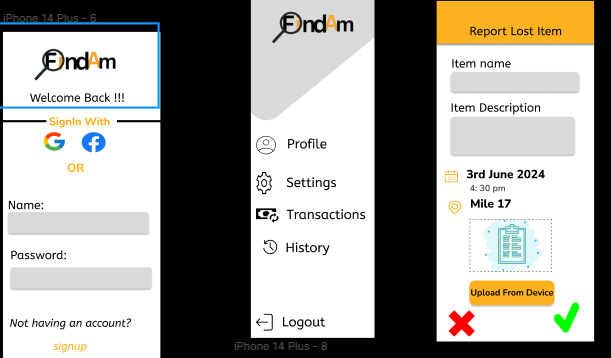 iPhone 14 Plus - 6
FindAm
Welcome Back !!!
SignIn With
OR
Name:
Password:
Not having an account?
signup
FindAm
Profile
Settings
Transactions
History
Logout
iPhone 14 Plus - 8
Report Lost Item
Item name
Item Description
3rd June 2024
4: 30 pm
Mile 17
Upload From Device